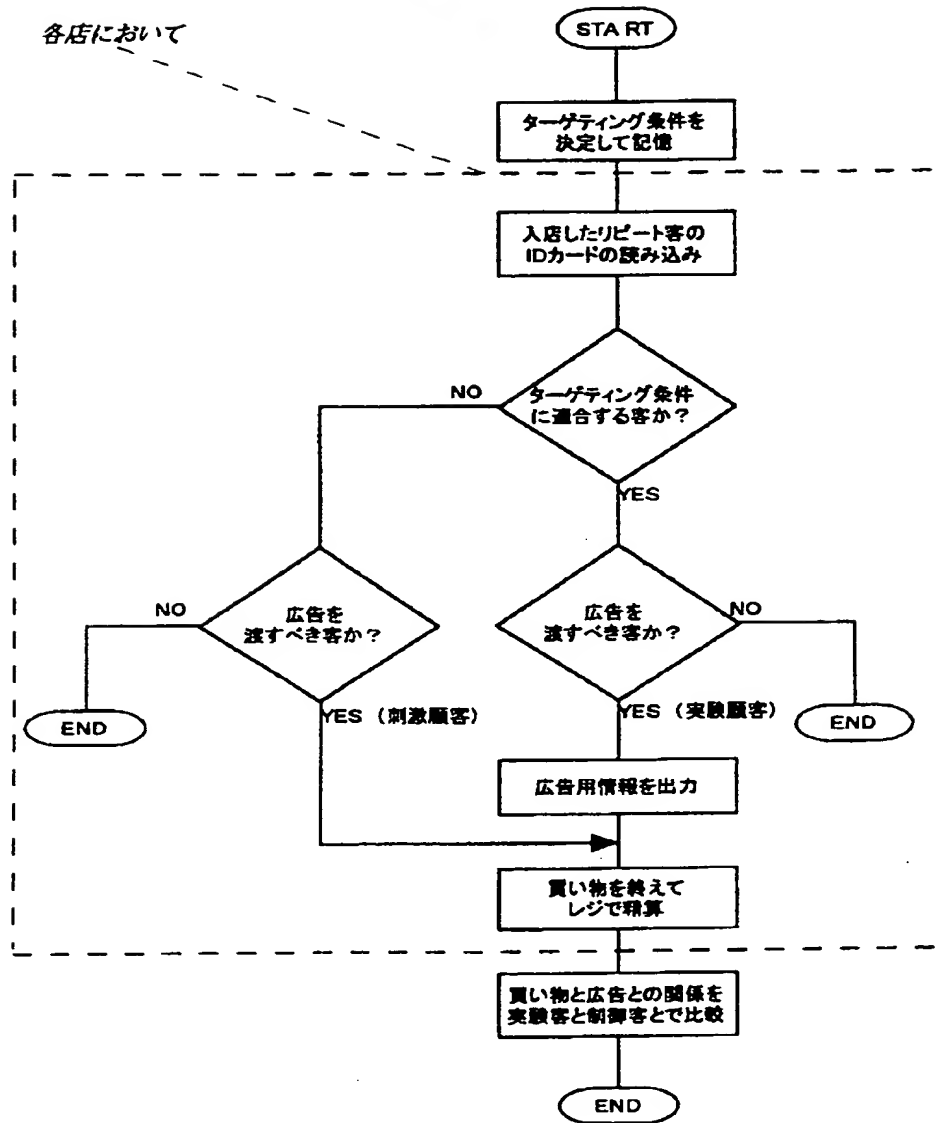 各店において
START
ターゲティング条件を
決定して記憶
入店したリピート客の
IDカードの読み込み
NO
ターゲティング条件
に適合する客か？
YES
NO
広告を
渡すべき客か？
広告を
渡すべき客か？
NO
END
YES（刺激顧客）
YES（実験顧客）
END
広告用情報を出力
買い物を終えて
レジで精算
買い物と広告との関係を
実験客と制御客とで比較
END